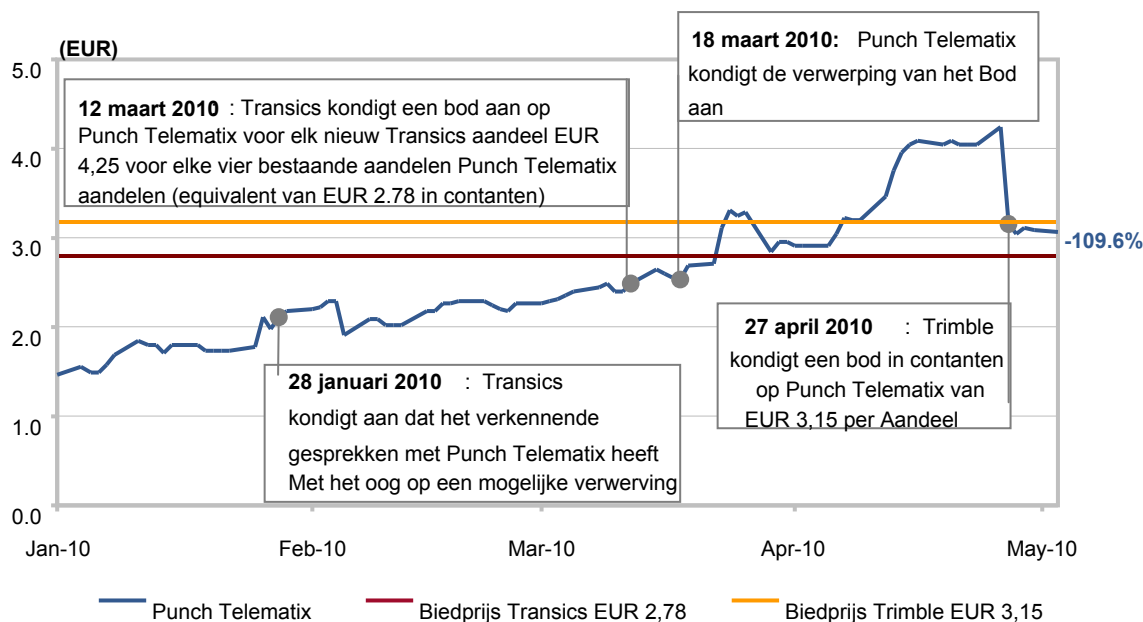 (EUR)
5.0
4.0
3.0
2.0
1.0
0.0
12 maart 2010 : Transics kondigt een bod aan op
Punch Telematix voor elk nieuw Transics aandeel EUR
4,25 voor elke vier bestaande aandelen Punch Telematix
aandelen (equivalent van EUR 2.78 in contanten)
18 maart 2010: Punch Telematix
kondigt de verwerping van het Bod
aan
-109.6%
28 januari 2010 : Transics
kondigt aan dat het verkennende
gesprekken met Punch Telematix heeft
Met het oog op een mogelijke verwerving
27 april 2010 : Trimble
kondigt een bod in contanten
op Punch Telematix van
EUR 3,15 per Aandeel
Jan-10 Feb-10 Mar-10 Apr-10 May-10
Punch Telematix Biedprijs Transics EUR 2,78 Biedprijs Trimble EUR 3,15